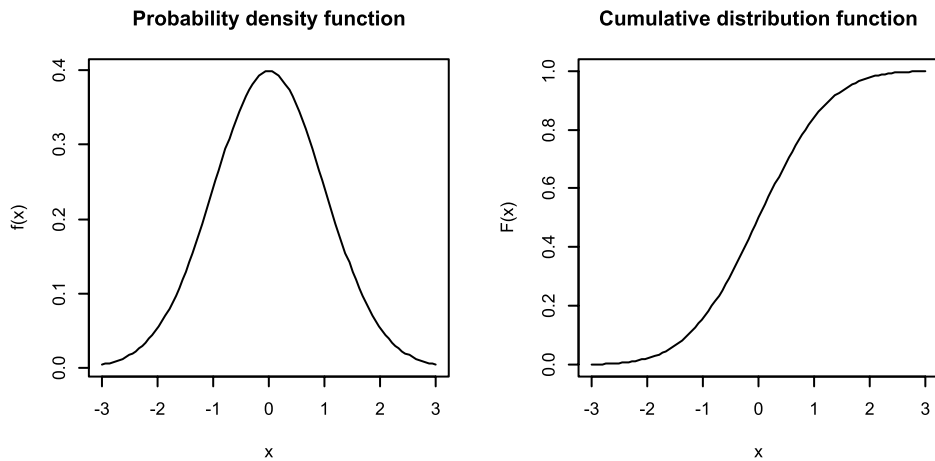 Probability density function
f(x)
0.4
0.3
0.2
0.1
0.0
-3 -2 -1 0 1 2 3
x
Cumulative distribution function
F(x)
1.0
0.8
0.6
0.4
0.2
0.0
-3 -2 -1 0 1 2 3
x